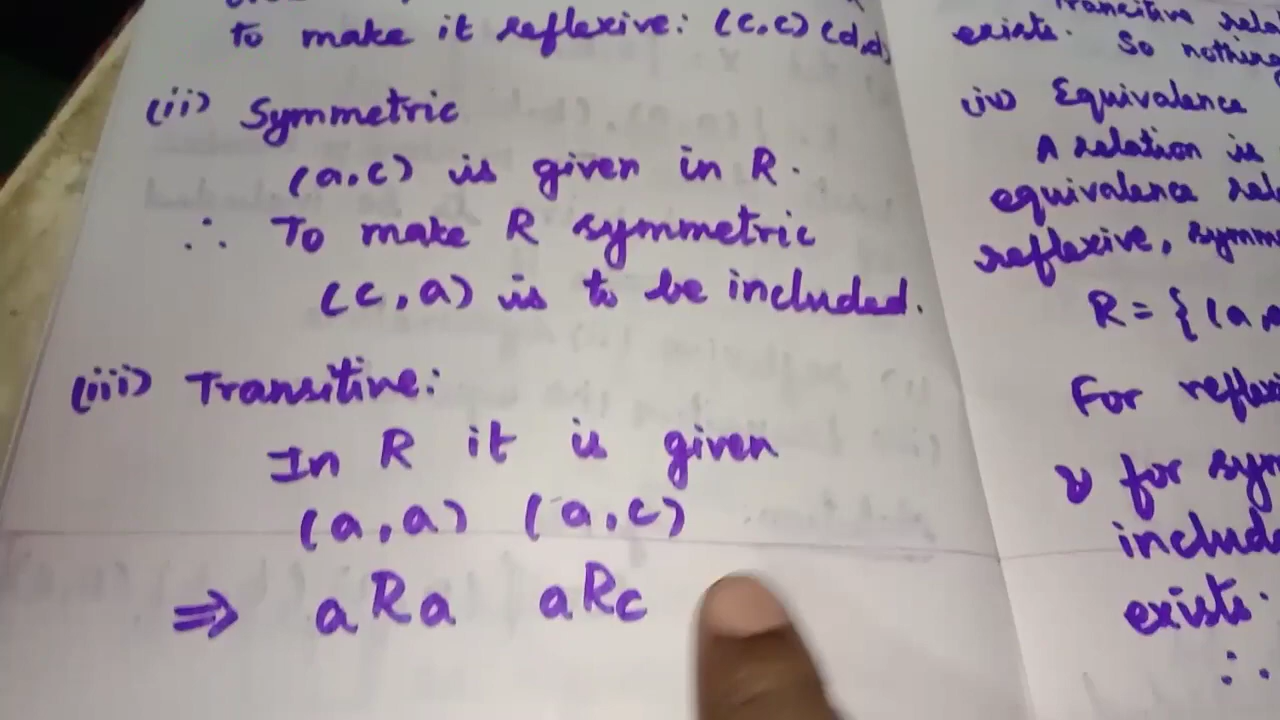 to make it reflexive: (c,c) (d,d)
(ii) Symmetric
(a,c) is given in R.
∴ To make R symmetric
(c,a) is to be included.
(iii) Transitive:
In R it is given
(a,a) (a,c)
⇒ aRa aRc
exists. So nothing
(iv) Equivalence
A relation is
equivalence
reflexive,
R = {(a,
For
for
exists.
∴